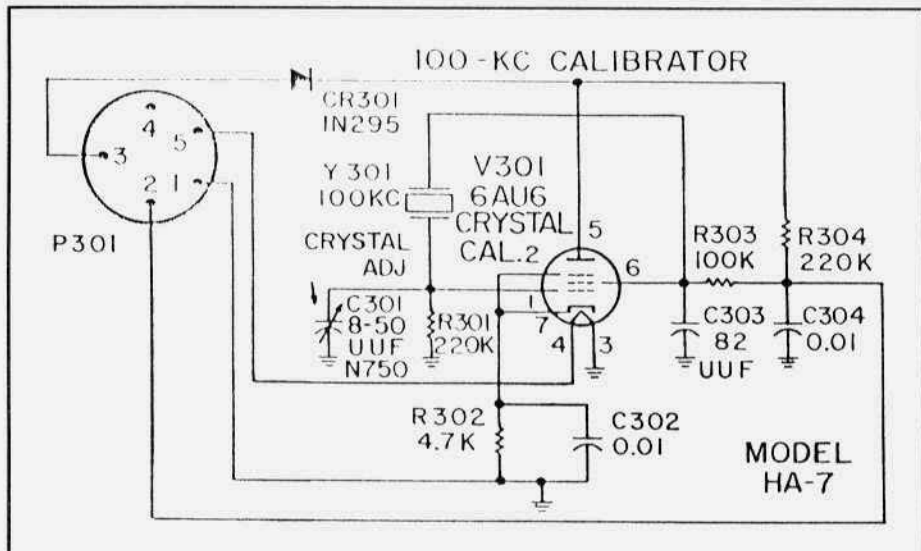 100-KC CALIBRATOR
CR301
1N295
4
5
3
2
1
P301
Y301
100KC
V301
6AU6
CRYSTAL
CAL.
CRYSTAL
ADJ
5
2
6
1
7
4
3
R303
100K
R304
220K
C301
8-50
UUF
N750
R301
220K
C303
82
UUF
C304
0.01
R302
4.7K
C302
0.01
MODEL
HA-7